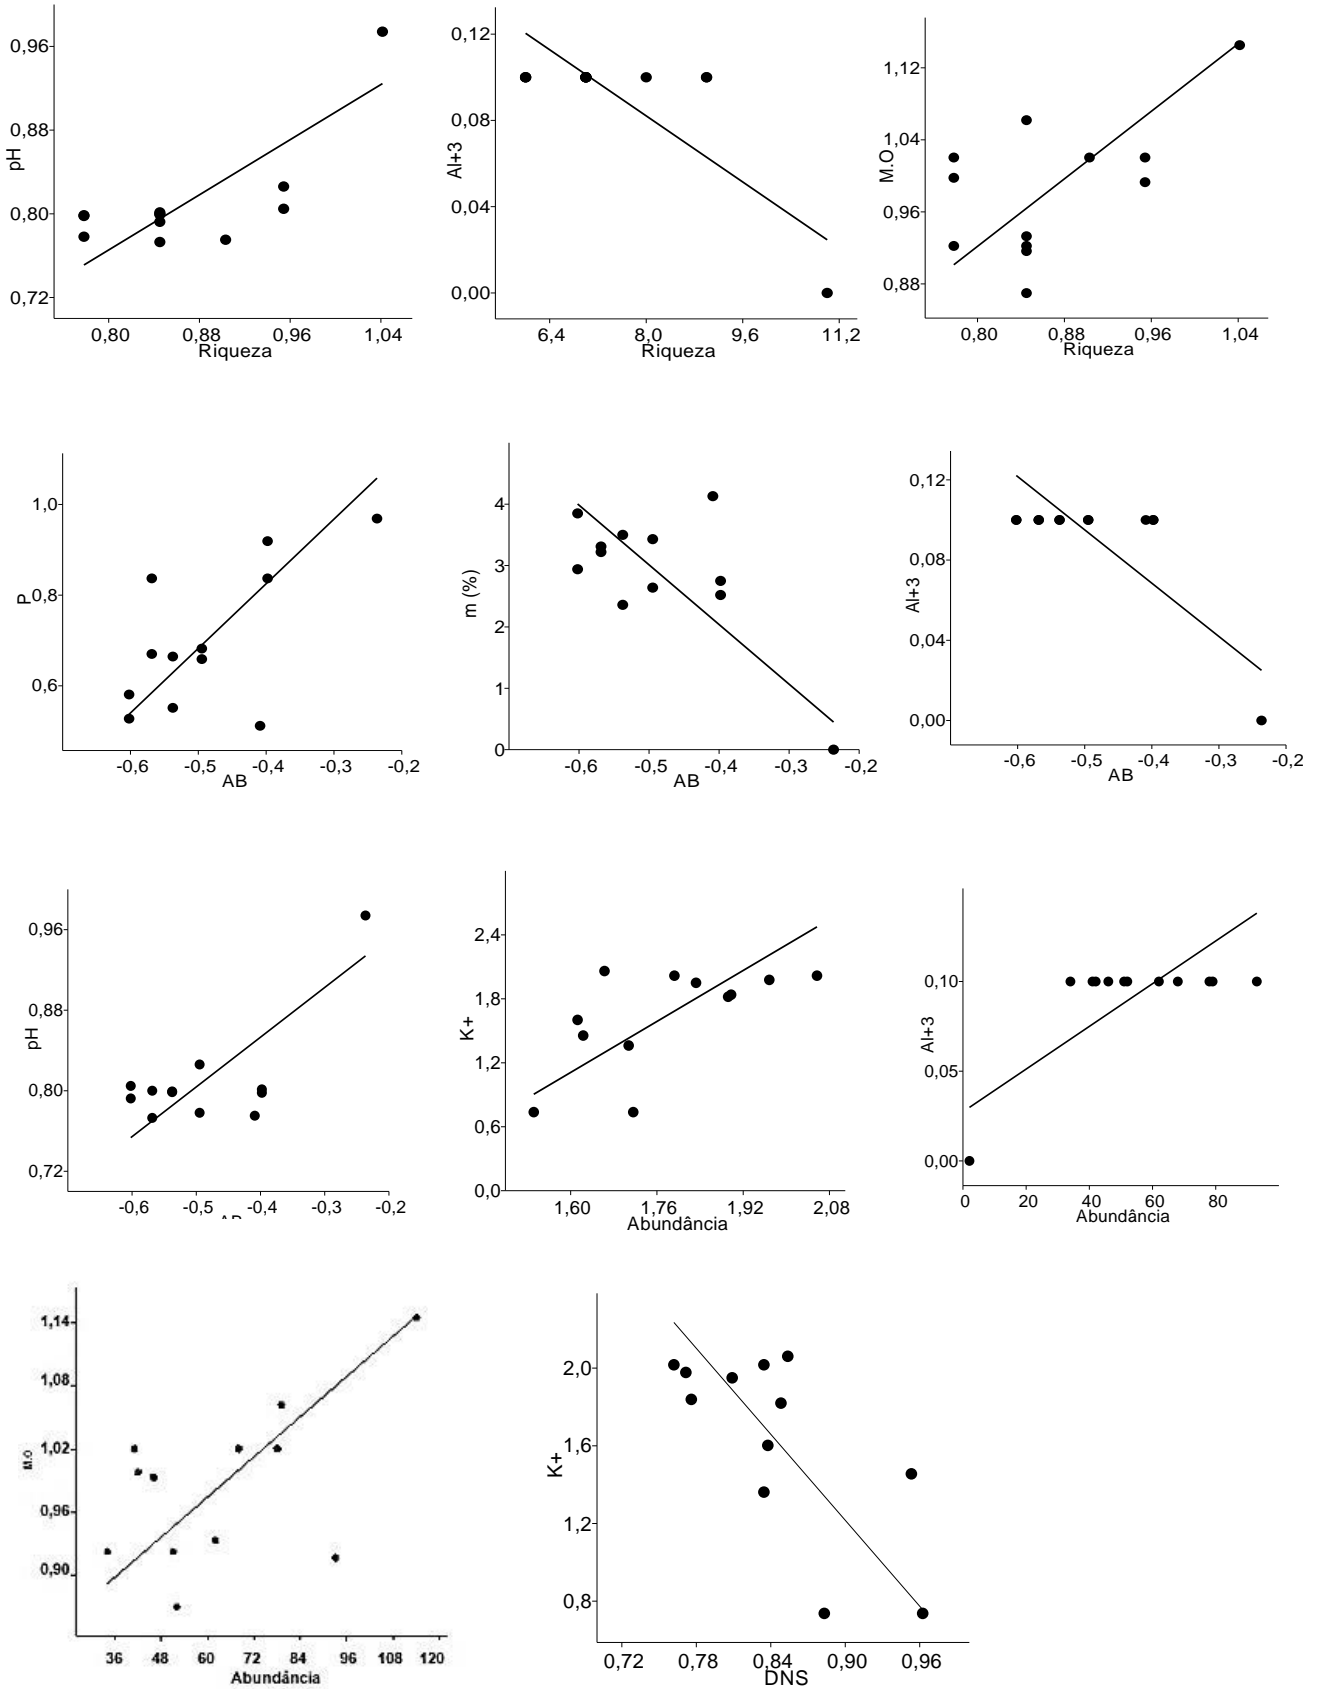 pH
0,96
0,88
0,80
0,72
0,80 0,88 0,96 1,04
Riqueza
Al+3
0,12
0,08
0,04
0,00
6,4 8,0 9,6 11,2
Riqueza
M.O
1,12
1,04
0,96
0,88
0,80 0,88 0,96 1,04
Riqueza
P
1,0
0,8
0,6
-0,6 -0,5 -0,4 -0,3 -0,2
AB
m (%)
4
3
2
1
0
-0,6 -0,5 -0,4 -0,3 -0,2
AB
Al+3
0,12
0,08
0,04
0,00
-0,6 -0,5 -0,4 -0,3 -0,2
AB
pH
0,96
0,88
0,80
0,72
-0,6 -0,5 -0,4 -0,3 -0,2
K+
2,4
1,8
1,2
0,6
0,0
1,60 1,76 1,92 2,08
Abundância
Al+3
0,10
0,05
0,00
0 20 40 60 80
Abundância
M.O
1,14
1,08
1,02
0,96
0,90
36 48 60 72 84 96 108 120
Abundância
K+
2,0
1,6
1,2
0,8
0,72 0,78 0,84 0,90 0,96
DNS